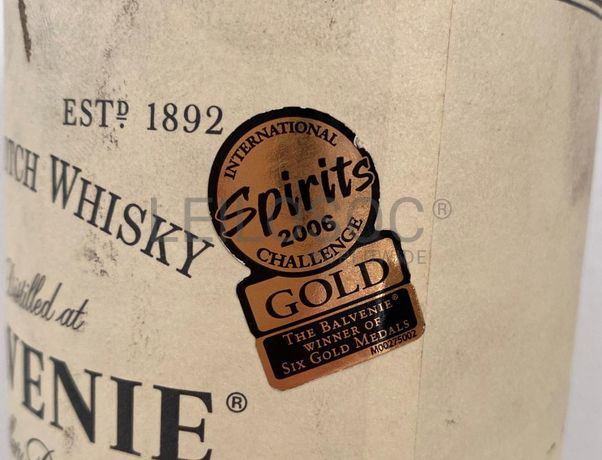 ESTD. 1892
INTERNATIONAL
Spirits
2006
CHALLENGE
GOLD
THE BALVENIE®
WINNER OF
SIX GOLD MEDALS
M00275002
TCH WHISKY
Distilled at
VENIE®